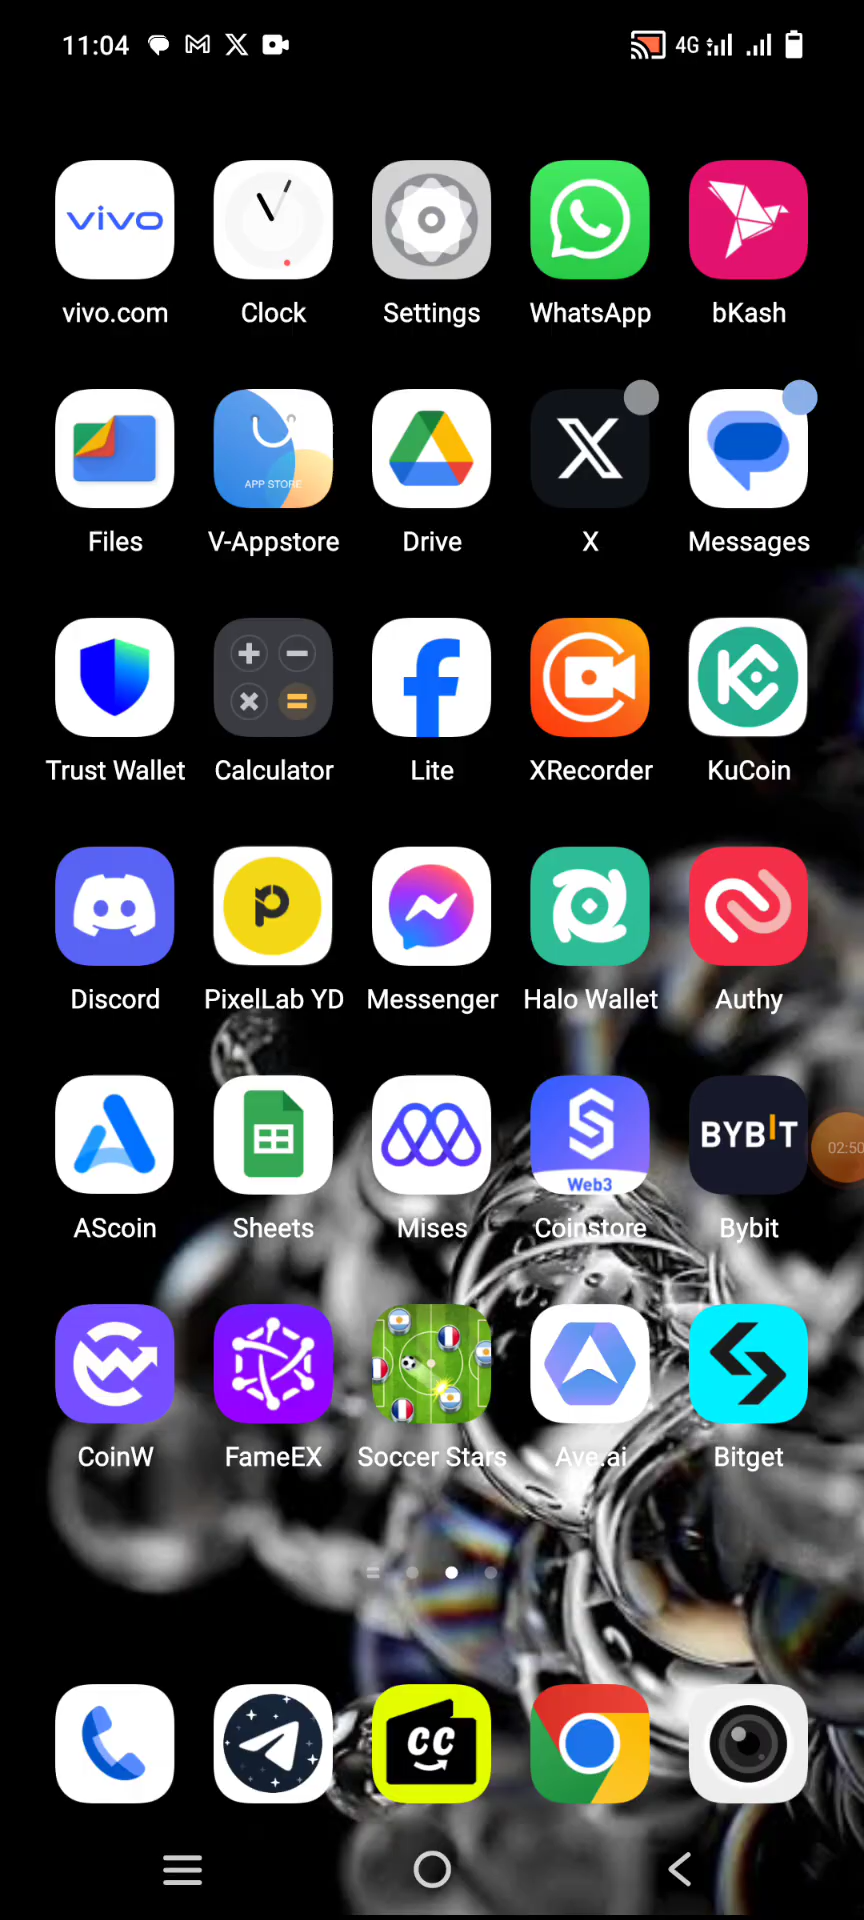 11:04 4G
vivo
vivo.com Clock Settings WhatsApp bKash
APP STORE
Files V-Appstore Drive X Messages
Trust Wallet Calculator Lite XRecorder KuCoin
Discord PixelLab YD Messenger Halo Wallet Authy
BYBIT
Web3
02:50
AScoin Sheets Mises Coinstore Bybit
CoinW FameEX Soccer Stars Ave.ai Bitget
CC